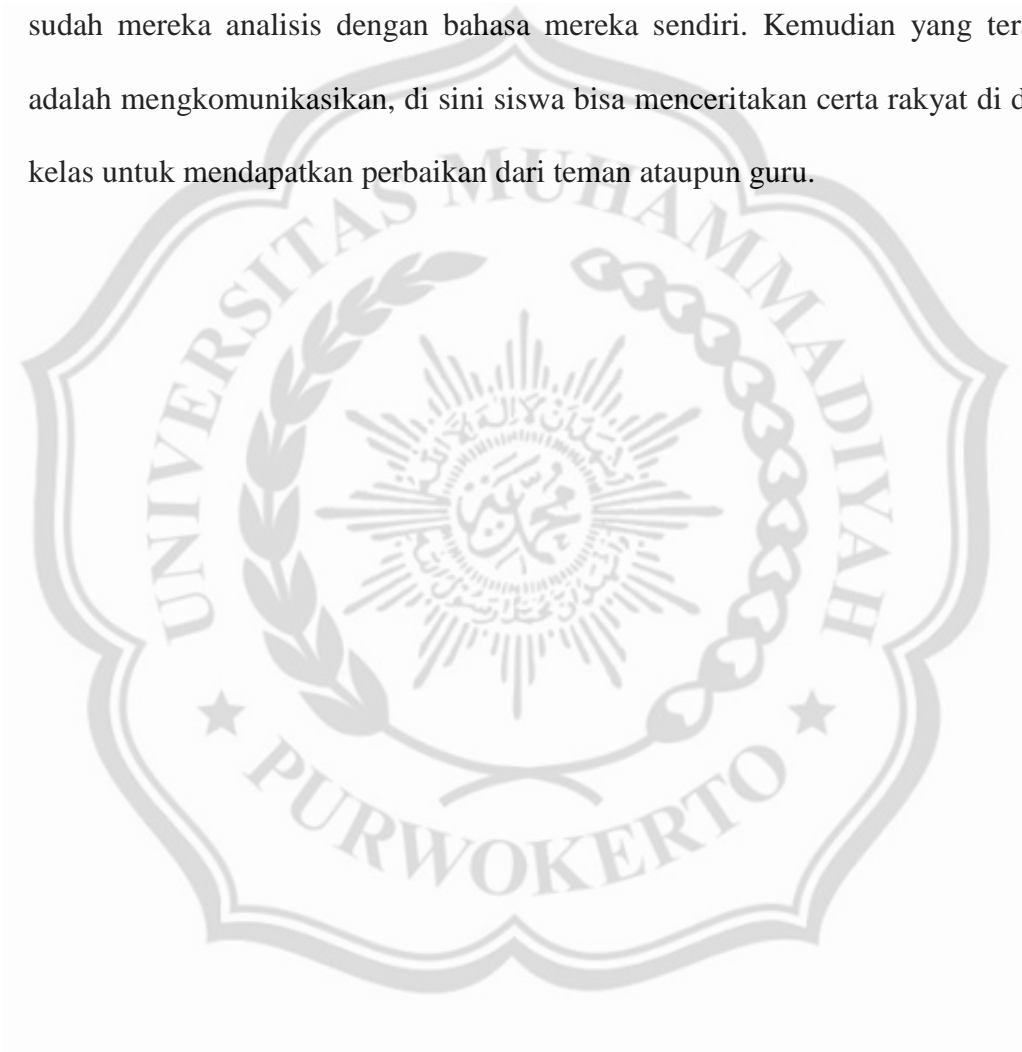 sudah mereka analisis dengan bahasa mereka sendiri. Kemudian yang
adalah mengkomunikasikan, di sini siswa bisa menceritakan certa rakyat di
kelas untuk mendapatkan perbaikan dari teman ataupun guru.
UNIVERSITAS MUHAMMADIYAH
PURWOKERTO